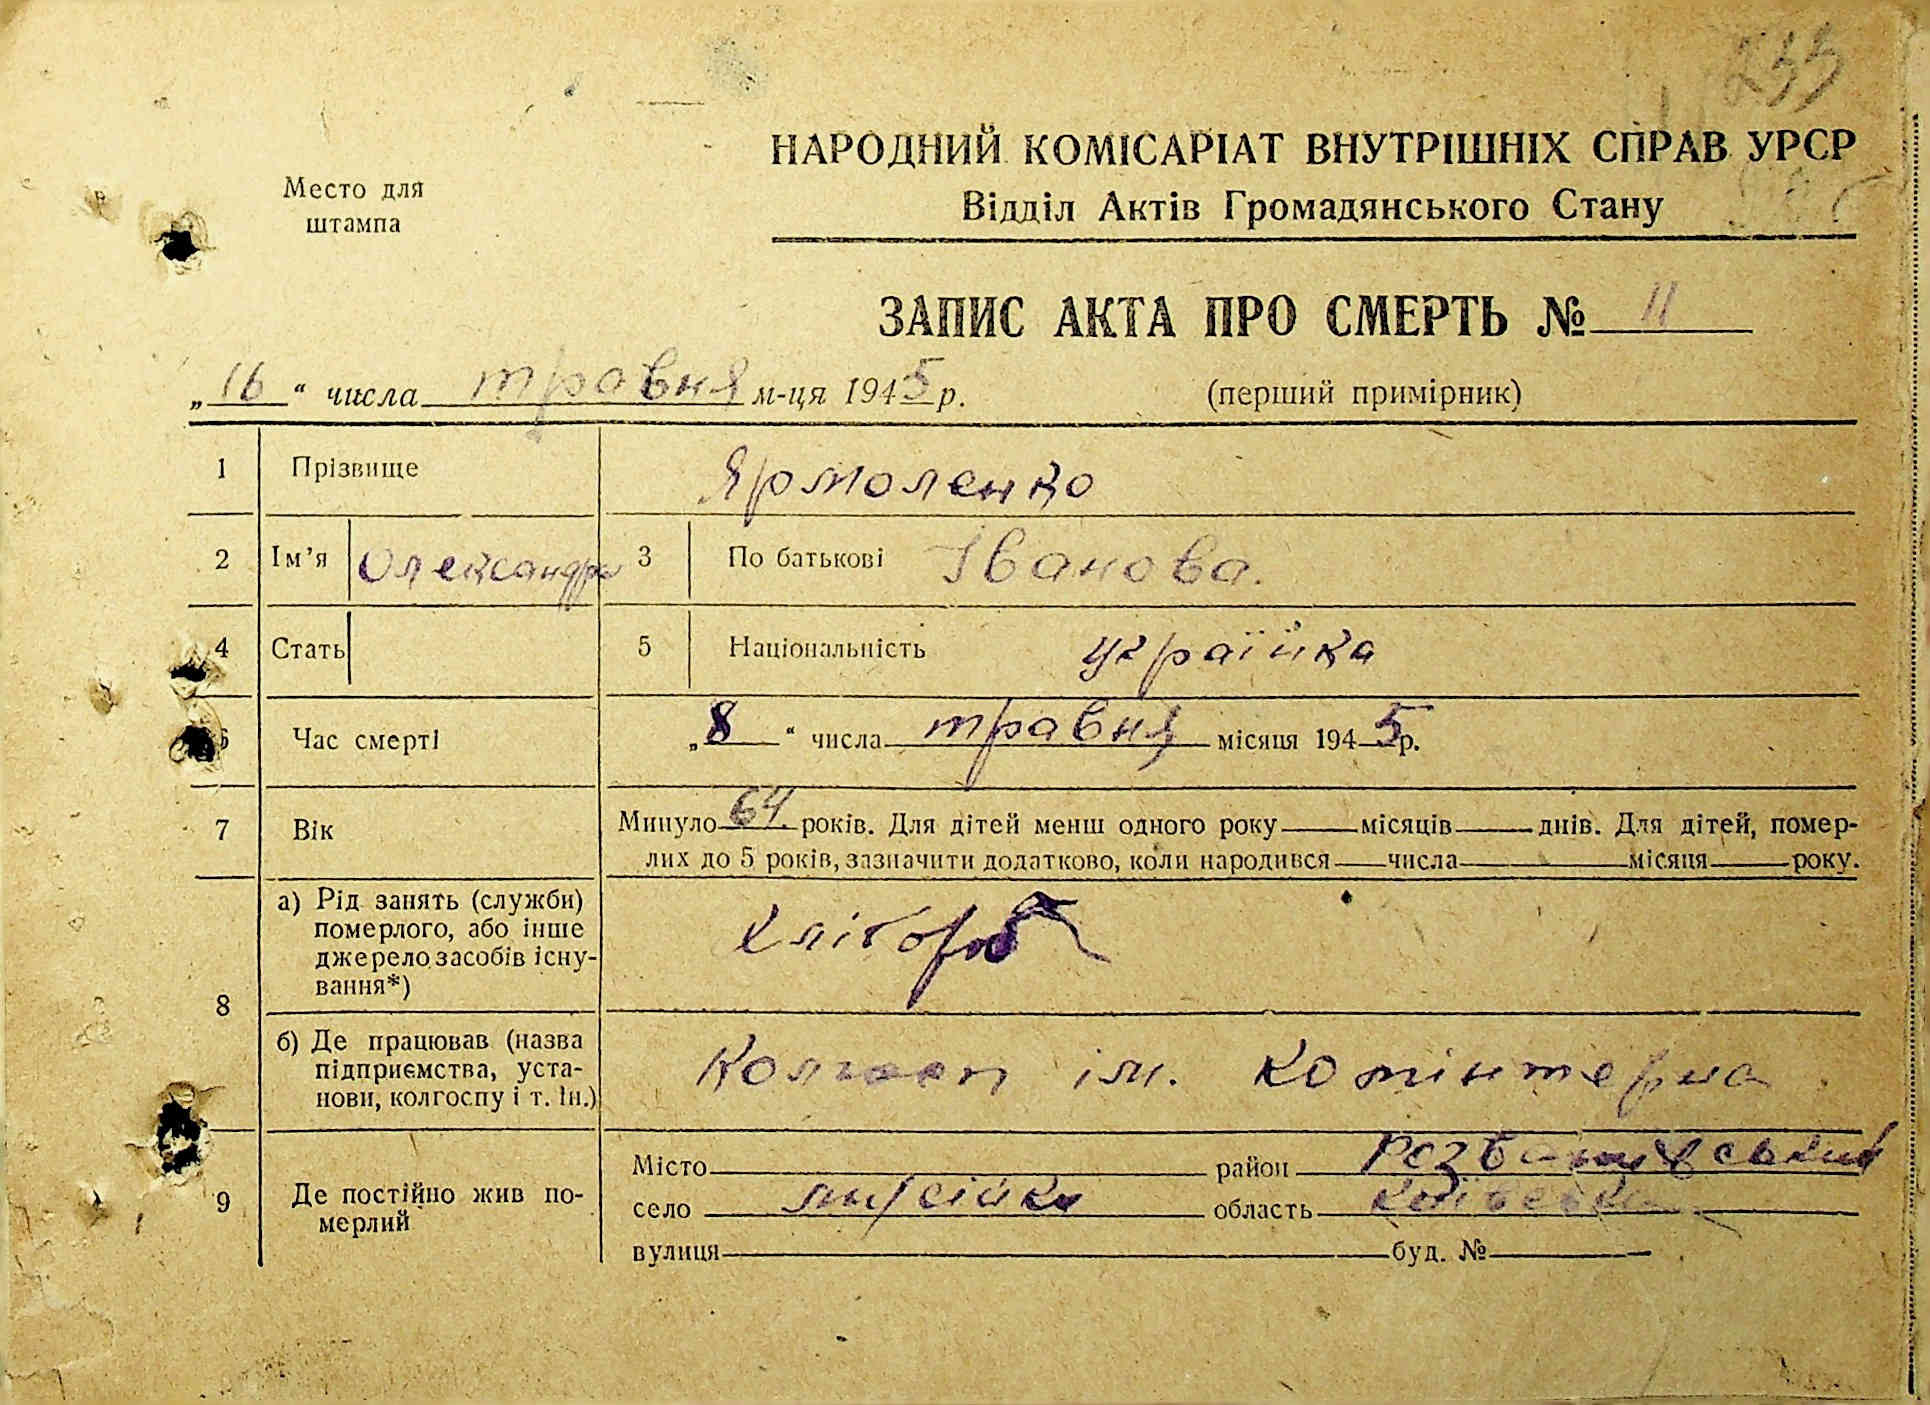 233
НАРОДНИЙ КОМІСАРІАТ ВНУТРІШНІХ СПРАВ УРСР
Відділ Актів Громадянського Стану
Место для
штампа
ЗАПИС АКТА ПРО СМЕРТЬ № 11
„16“ числа травня м-ця 1945 р.
(перший примірник)
1 Прізвище Ярмоленко
2 Ім’я Олександра 3 По батькові Іванова.
4 Стать 5 Національність українка
6 Час смерті „8“ числа травня місяця 1945 р.
7 Вік Минуло 64 років. Для дітей менш одного року місяців днів. Для дітей, помер-
лих до 5 років, зазначити додатково, коли народився числа місяця року.
8 а) Рід занять (служби)
померлого, або інше
джерело засобів існу-
вання*)
хлібороб
б) Де працював (назва
підприємства, уста-
нови, колгоспу і т. ін.)
Колгосп ім. Комінтерна
9 Де постійно жив по-
мерлий
Місто район
село область Київська
вулиця буд. №